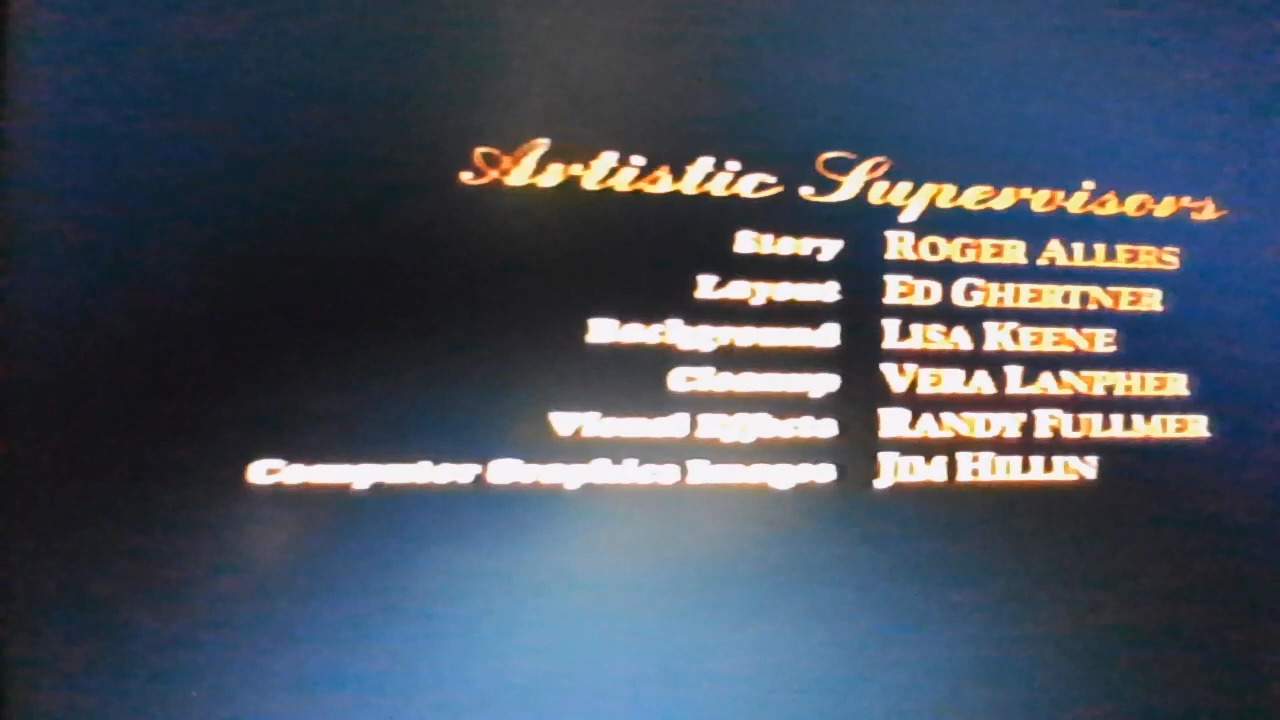 Artistic Supervisors
Story ROGER ALLERS
Layout ED GHERTNER
Background LISA KEENE
Cleanup VERA LANPHER
Visual Effects RANDY FULLMER
Computer Graphics Images JIM HILLIN